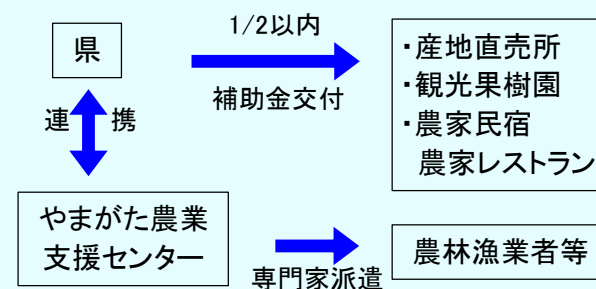 県
1/2以内
補助金交付
・産地直売所
・観光果樹園
・農家民宿
農家レストラン
連携
やまがた農業
支援センター
専門家派遣
農林漁業者等